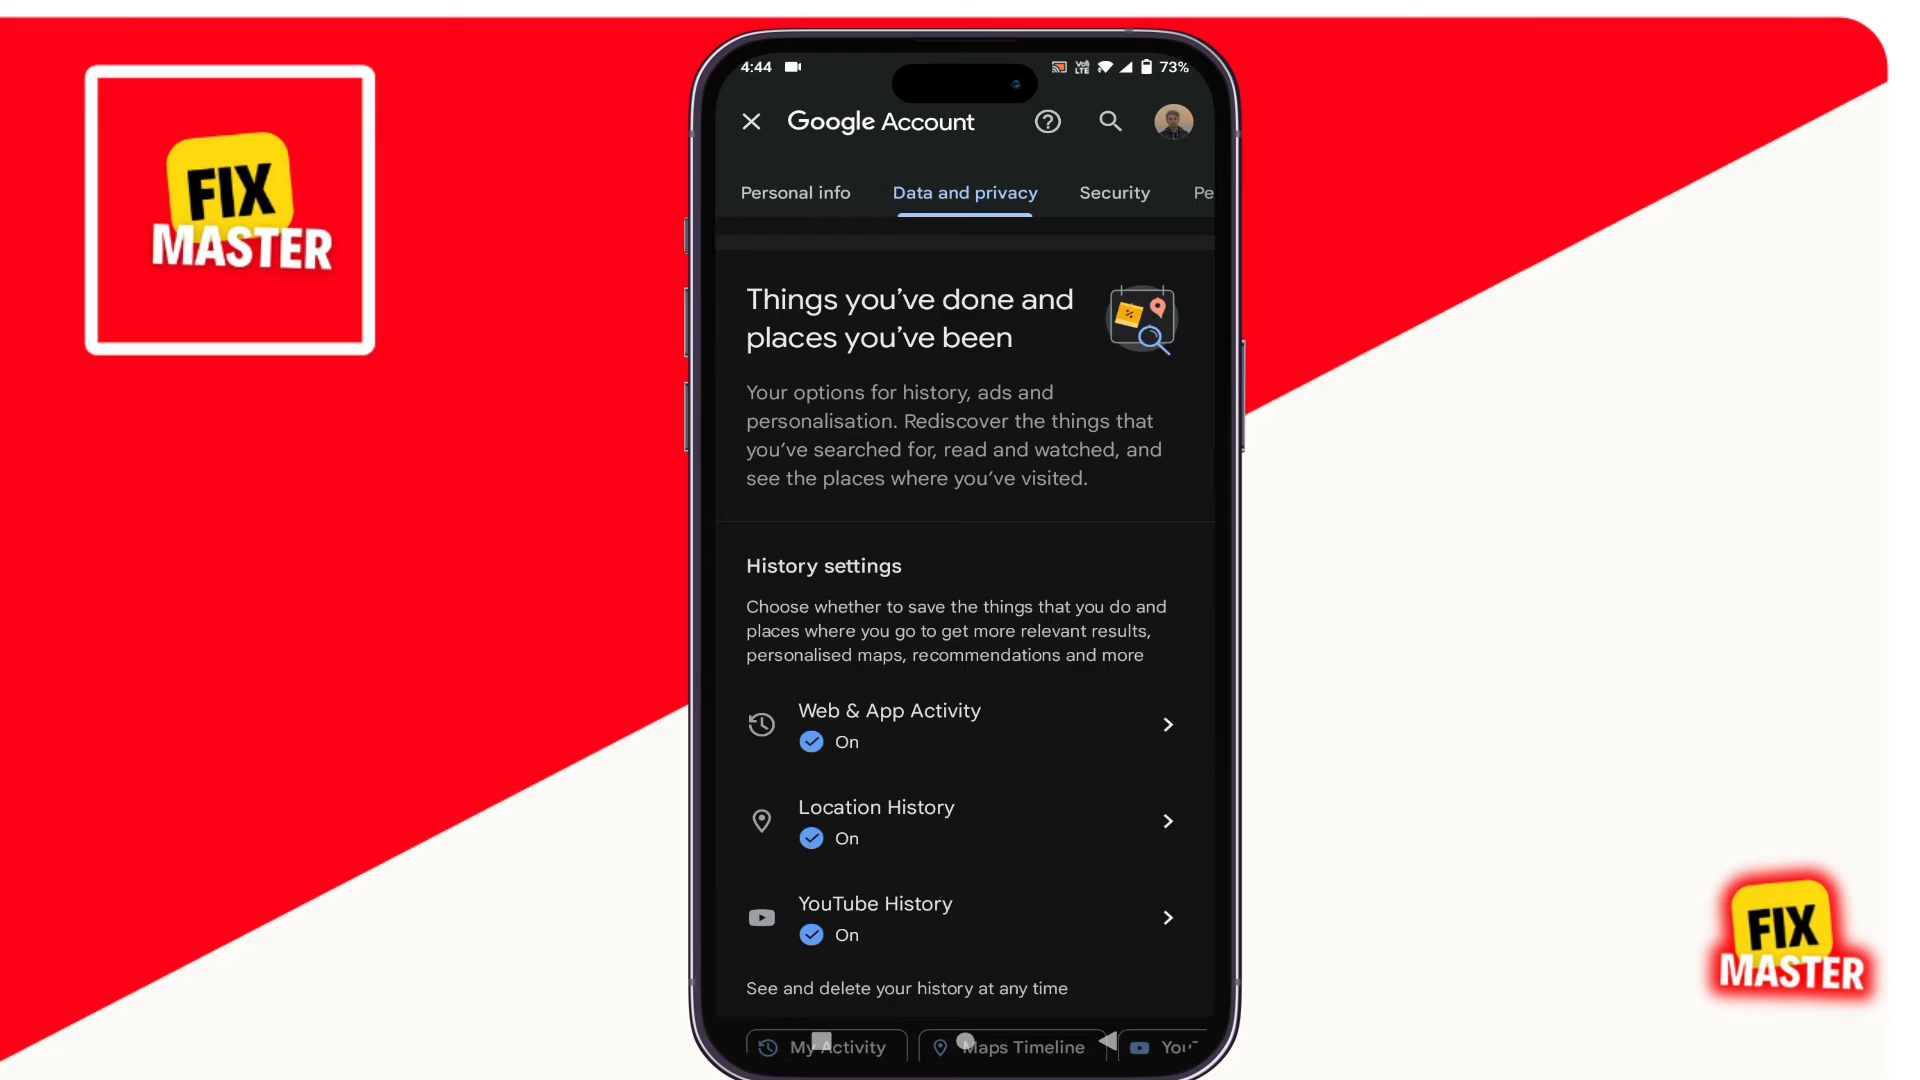 FIX
MASTER
4:44
Vo)
LTE
73%
Google Account
Personal info
Data and privacy
Security
Pe
Things you've done and
places you've been
Your options for history, ads and
personalisation. Rediscover the things that
you've searched for, read and watched, and
see the places where you've visited.
History settings
Choose whether to save the things that you do and
places where you go to get more relevant results,
personalised maps, recommendations and more
Web & App Activity
On
Location History
On
YouTube History
On
See and delete your history at any time
My Activity
Maps Timeline
You
FIX
MASTER